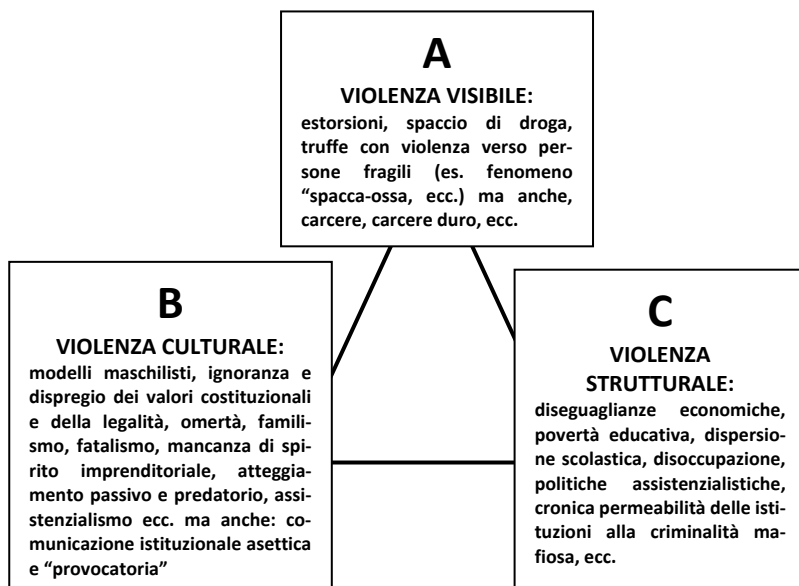 A
VIOLENZA VISIBILE:
estorsioni, spaccio di droga,
truffe con violenza verso per-
sone fragili (es. fenomeno
“spacca-ossa, ecc.) ma anche,
carcere, carcere duro, ecc.
B
VIOLENZA CULTURALE:
modelli maschilisti, ignoranza e
dispregio dei valori costituzionali
e della legalità, omertà, famili-
smo, fatalismo, mancanza di spi-
rito imprenditoriale, atteggia-
mento passivo e predatorio, assi-
stenzialismo ecc. ma anche: co-
municazione istituzionale asettica
e “provocatoria”
C
VIOLENZA
STRUTTURALE:
diseguaglianze economiche,
povertà educativa, dispersio-
ne scolastica, disoccupazione,
politiche assistenzialistiche,
cronica permeabilità delle isti-
tuzioni alla criminalità ma-
fiosa, ecc.